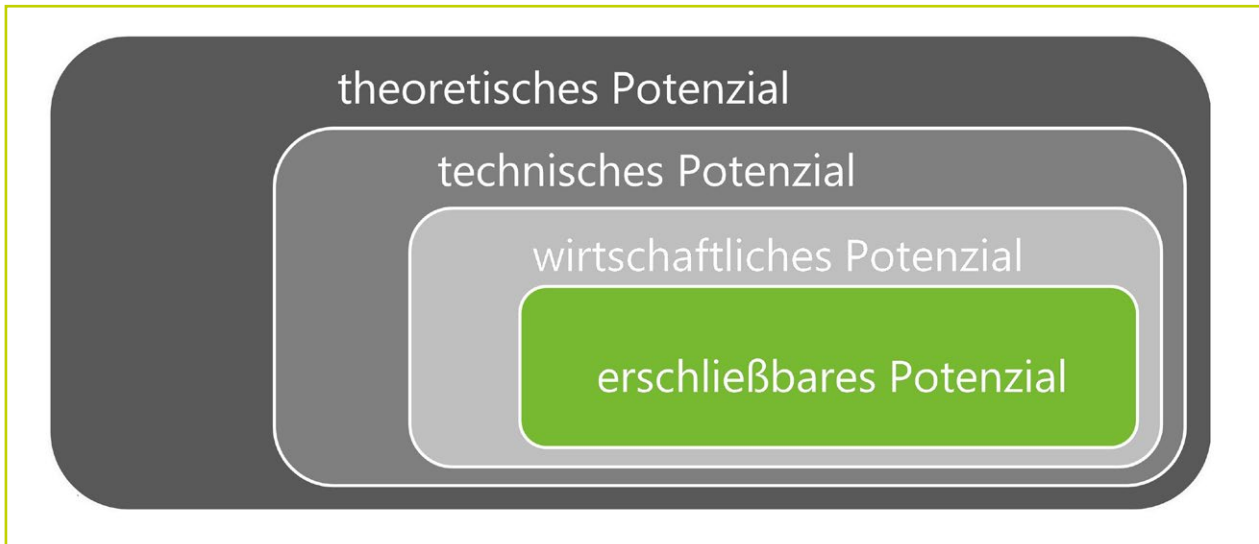 theoretisches Potenzial
technisches Potenzial
wirtschaftliches Potenzial
erschließbares Potenzial